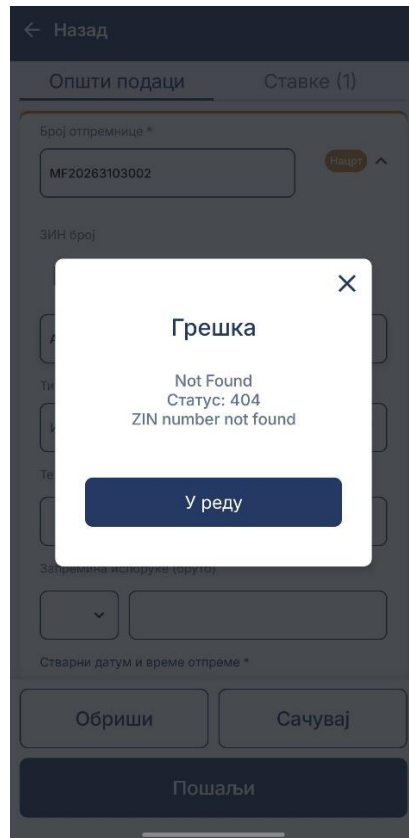 Назад
Општи подаци
Ставке (1)
Број отпремнице *
MF20263103002
Нацрт
ЗИН број
Грешка
Not Found
Статус: 404
ZIN number not found
У реду
Запремина испоруке (бруто)
Стварни датум и време отпреме *
Обриши
Сачувај
Пошаљи